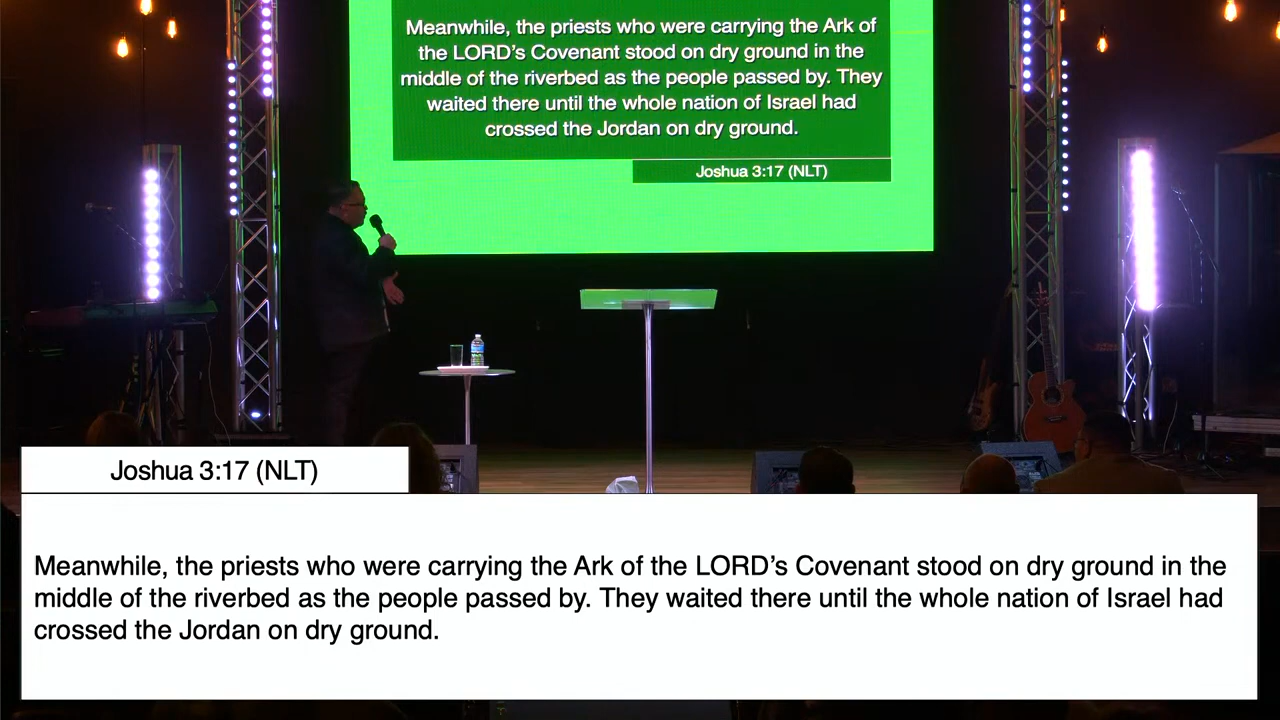 Meanwhile, the priests who were carrying the Ark of
the LORD’s Covenant stood on dry ground in the
middle of the riverbed as the people passed by. They
waited there until the whole nation of Israel had
crossed the Jordan on dry ground.
Joshua 3:17 (NLT)
Joshua 3:17 (NLT)
Meanwhile, the priests who were carrying the Ark of the LORD’s Covenant stood on dry ground in the
middle of the riverbed as the people passed by. They waited there until the whole nation of Israel had
crossed the Jordan on dry ground.